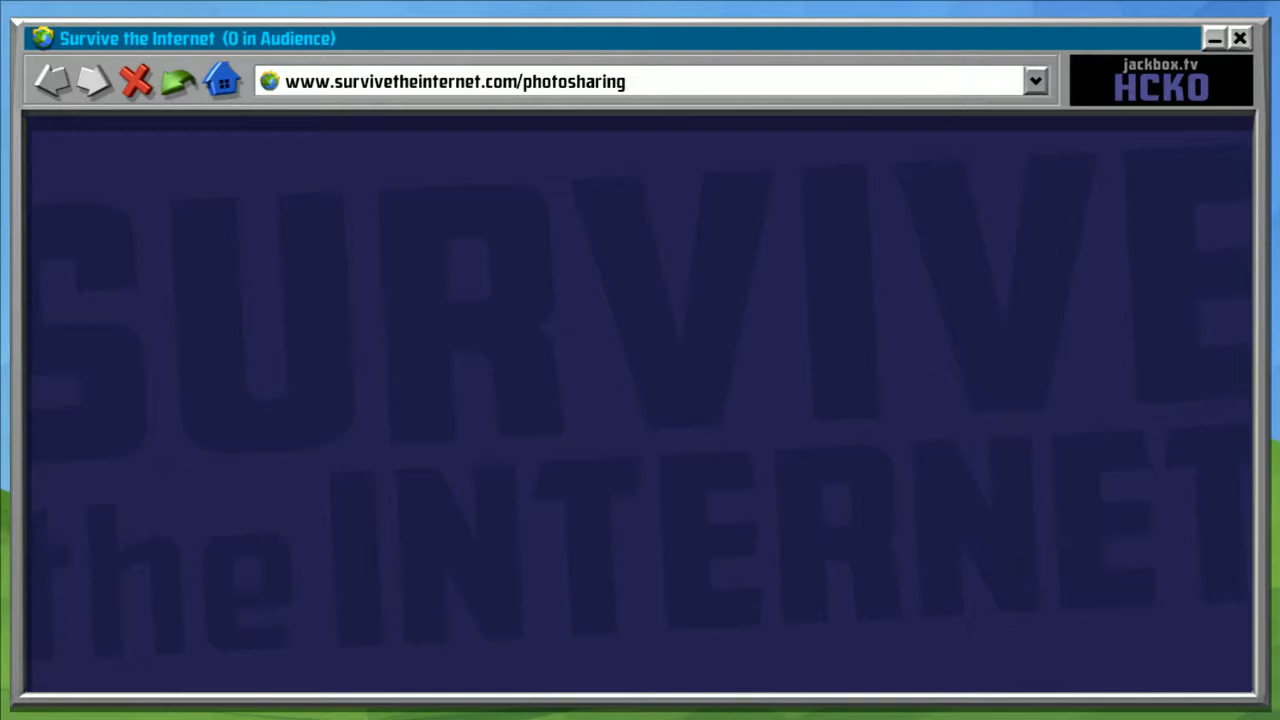 Survive the Internet (0 in Audience)
www.survivetheinternet.com/photosharing
jackbox.tv
HCKO
SURVIVE
the INTERNET